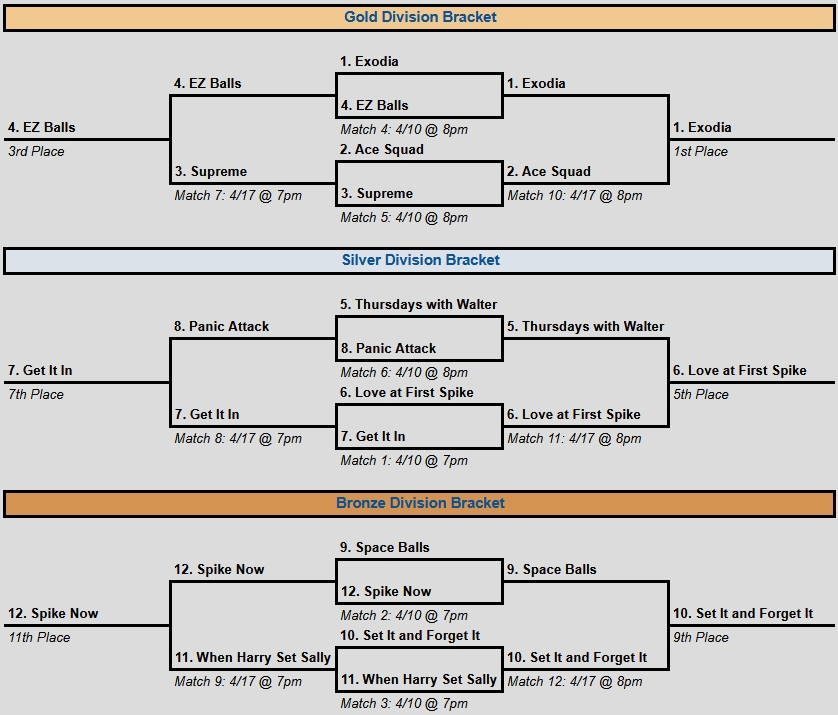 Gold Division Bracket
1. Exodia
4. EZ Balls
1. Exodia
4. EZ Balls
Match 4: 4/10 @ 8pm
4. EZ Balls
3rd Place
1. Exodia
1st Place
2. Ace Squad
3. Supreme
2. Ace Squad
3. Supreme
Match 7: 4/17 @ 7pm
Match 10: 4/17 @ 8pm
Match 5: 4/10 @ 8pm
Silver Division Bracket
5. Thursdays with Walter
8. Panic Attack
5. Thursdays with Walter
8. Panic Attack
Match 6: 4/10 @ 8pm
7. Get It In
7th Place
6. Love at First Spike
5th Place
6. Love at First Spike
7. Get It In
6. Love at First Spike
7. Get It In
Match 8: 4/17 @ 7pm
Match 11: 4/17 @ 8pm
Match 1: 4/10 @ 7pm
Bronze Division Bracket
9. Space Balls
12. Spike Now
9. Space Balls
12. Spike Now
Match 2: 4/10 @ 7pm
12. Spike Now
11th Place
10. Set It and Forget It
9th Place
10. Set It and Forget It
11. When Harry Set Sally
10. Set It and Forget It
11. When Harry Set Sally
Match 9: 4/17 @ 7pm
Match 12: 4/17 @ 8pm
Match 3: 4/10 @ 7pm